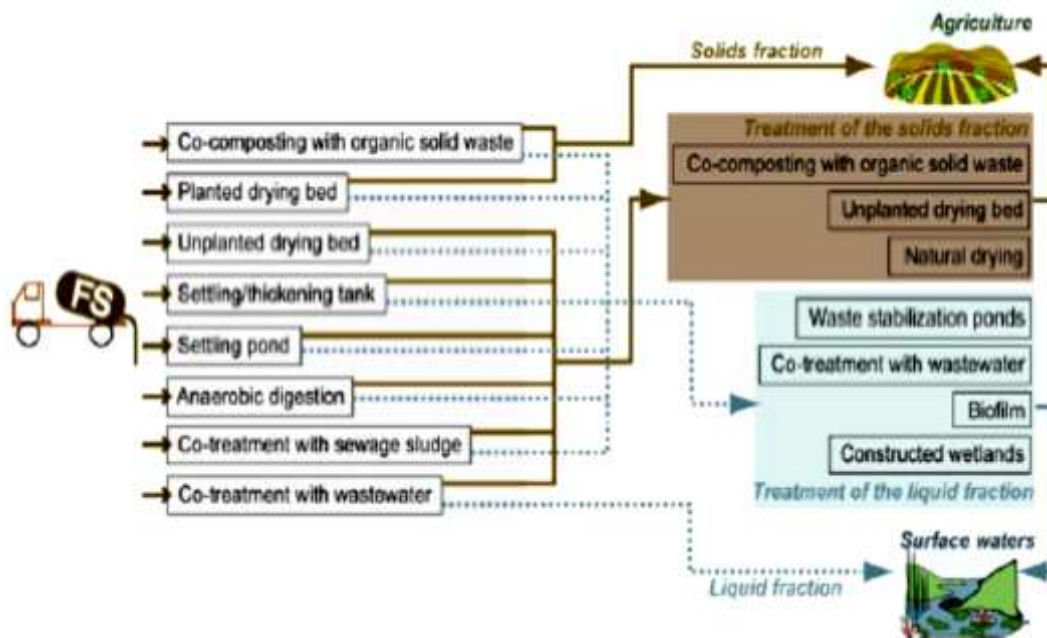 Agriculture
Solids fraction
Treatment of the solids fraction
Co-composting with organic solid waste
Planted drying bed
Unplanted drying bed
Settling/thickening tank
Settling pond
Anaerobic digestion
Co-treatment with sewage sludge
Co-treatment with wastewater
FS
Co-composting with organic solid waste
Unplanted drying bed
Natural drying
Waste stabilization ponds
Co-treatment with wastewater
Biofilm
Constructed wetlands
Treatment of the liquid fraction
Surface waters
Liquid fraction